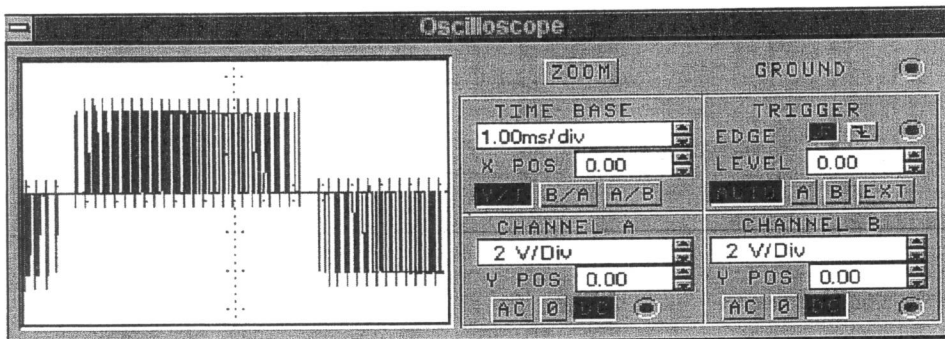 Oscilloscope
ZOOM
GROUND
TIME BASE
1.00ms/div
X POS 0.00
B/A A/B
TRIGGER
EDGE
LEVEL 0.00
AUTO A B EXT
CHANNEL A
2 V/Div
Y POS 0.00
AC 0 DC
CHANNEL B
2 V/Div
Y POS 0.00
AC 0 DC